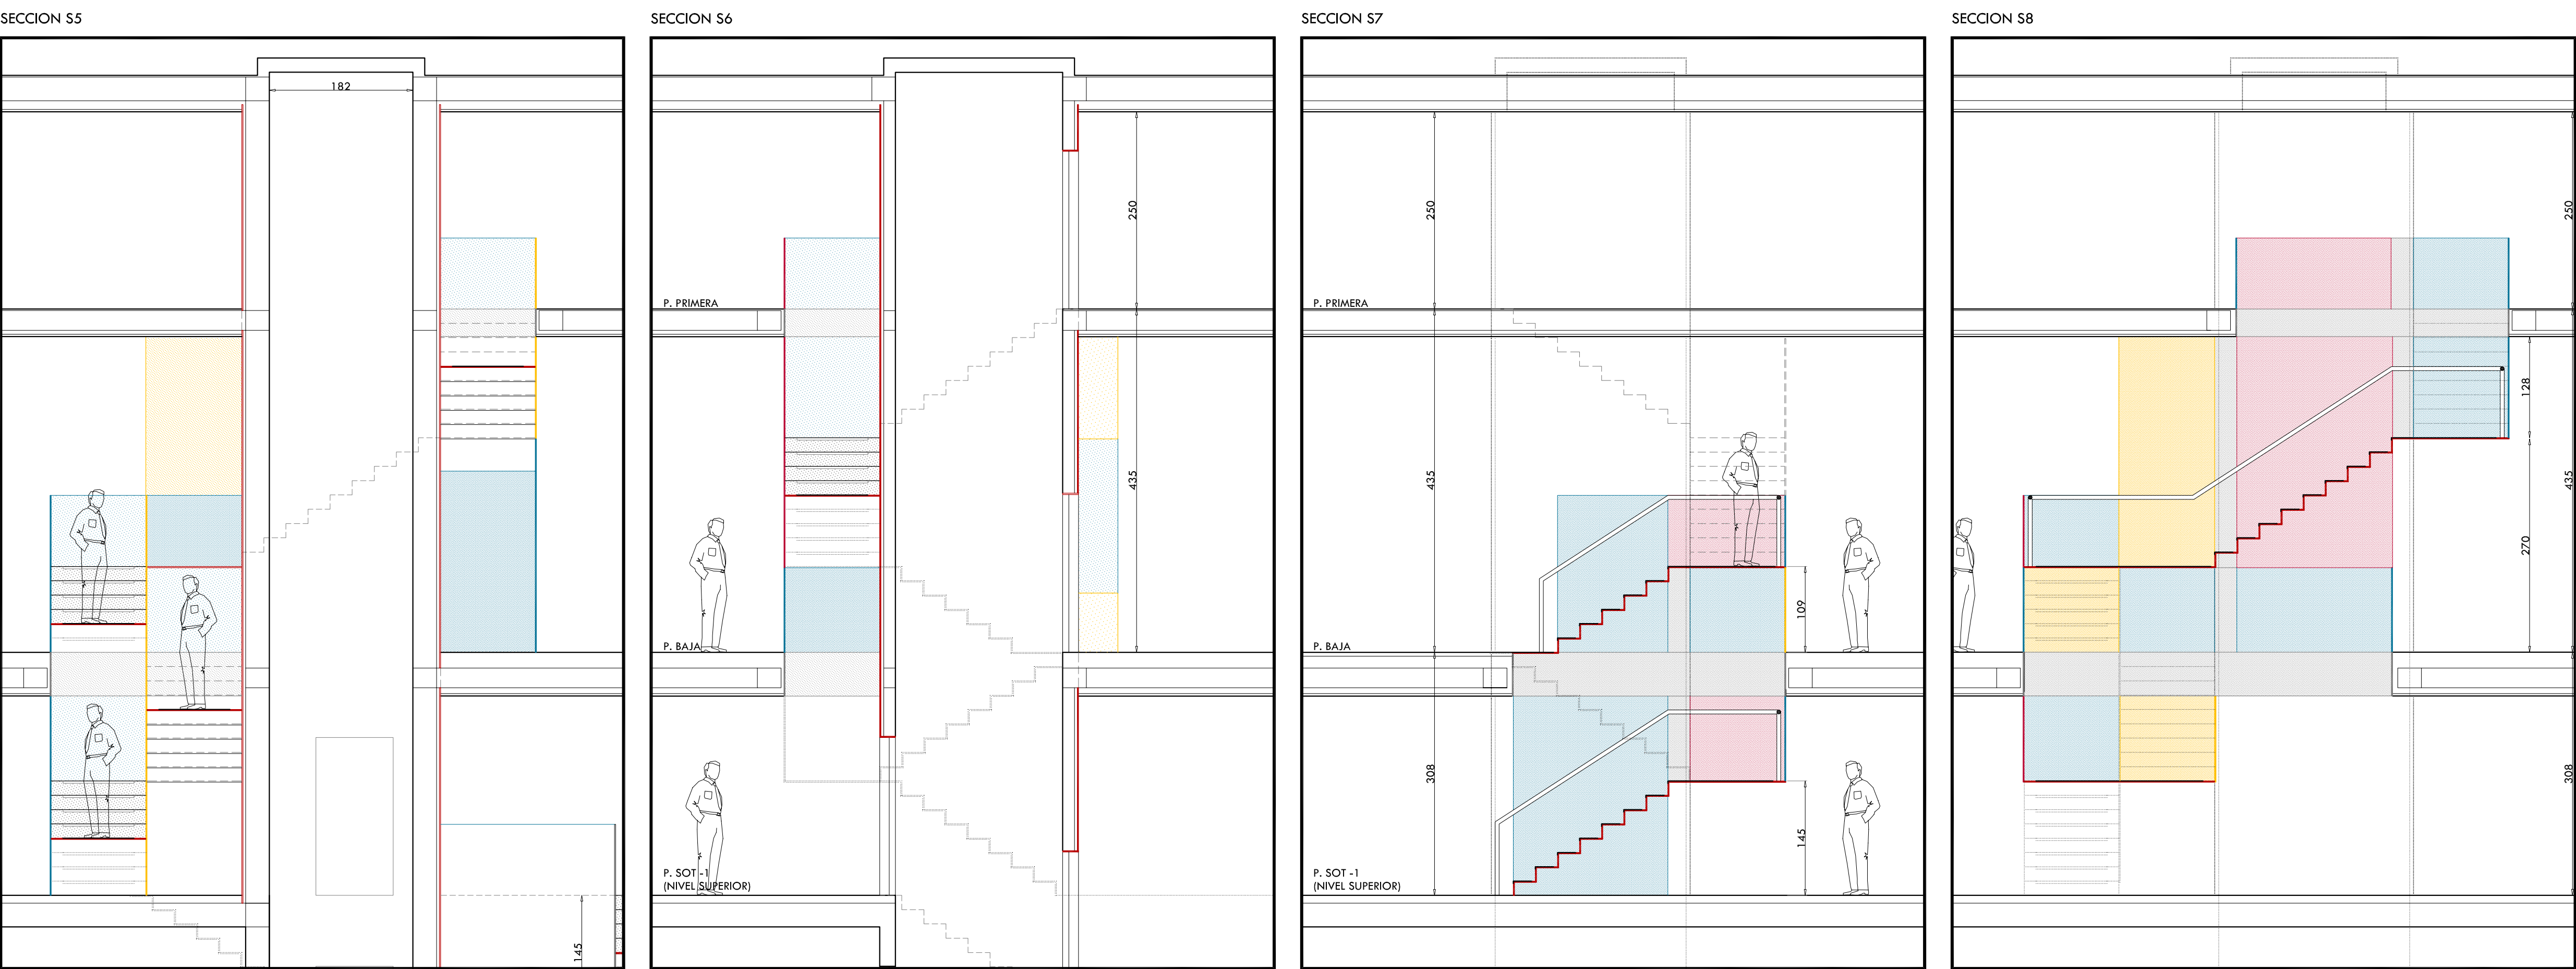 SECCION S5
182
145
SECCION S6
250
P. PRIMERA
435
P. BAJA
P. SOT -1
(NIVEL SUPERIOR)
SECCION S7
250
P. PRIMERA
435
109
P. BAJA
308
145
P. SOT -1
(NIVEL SUPERIOR)
SECCION S8
250
128
435
270
308